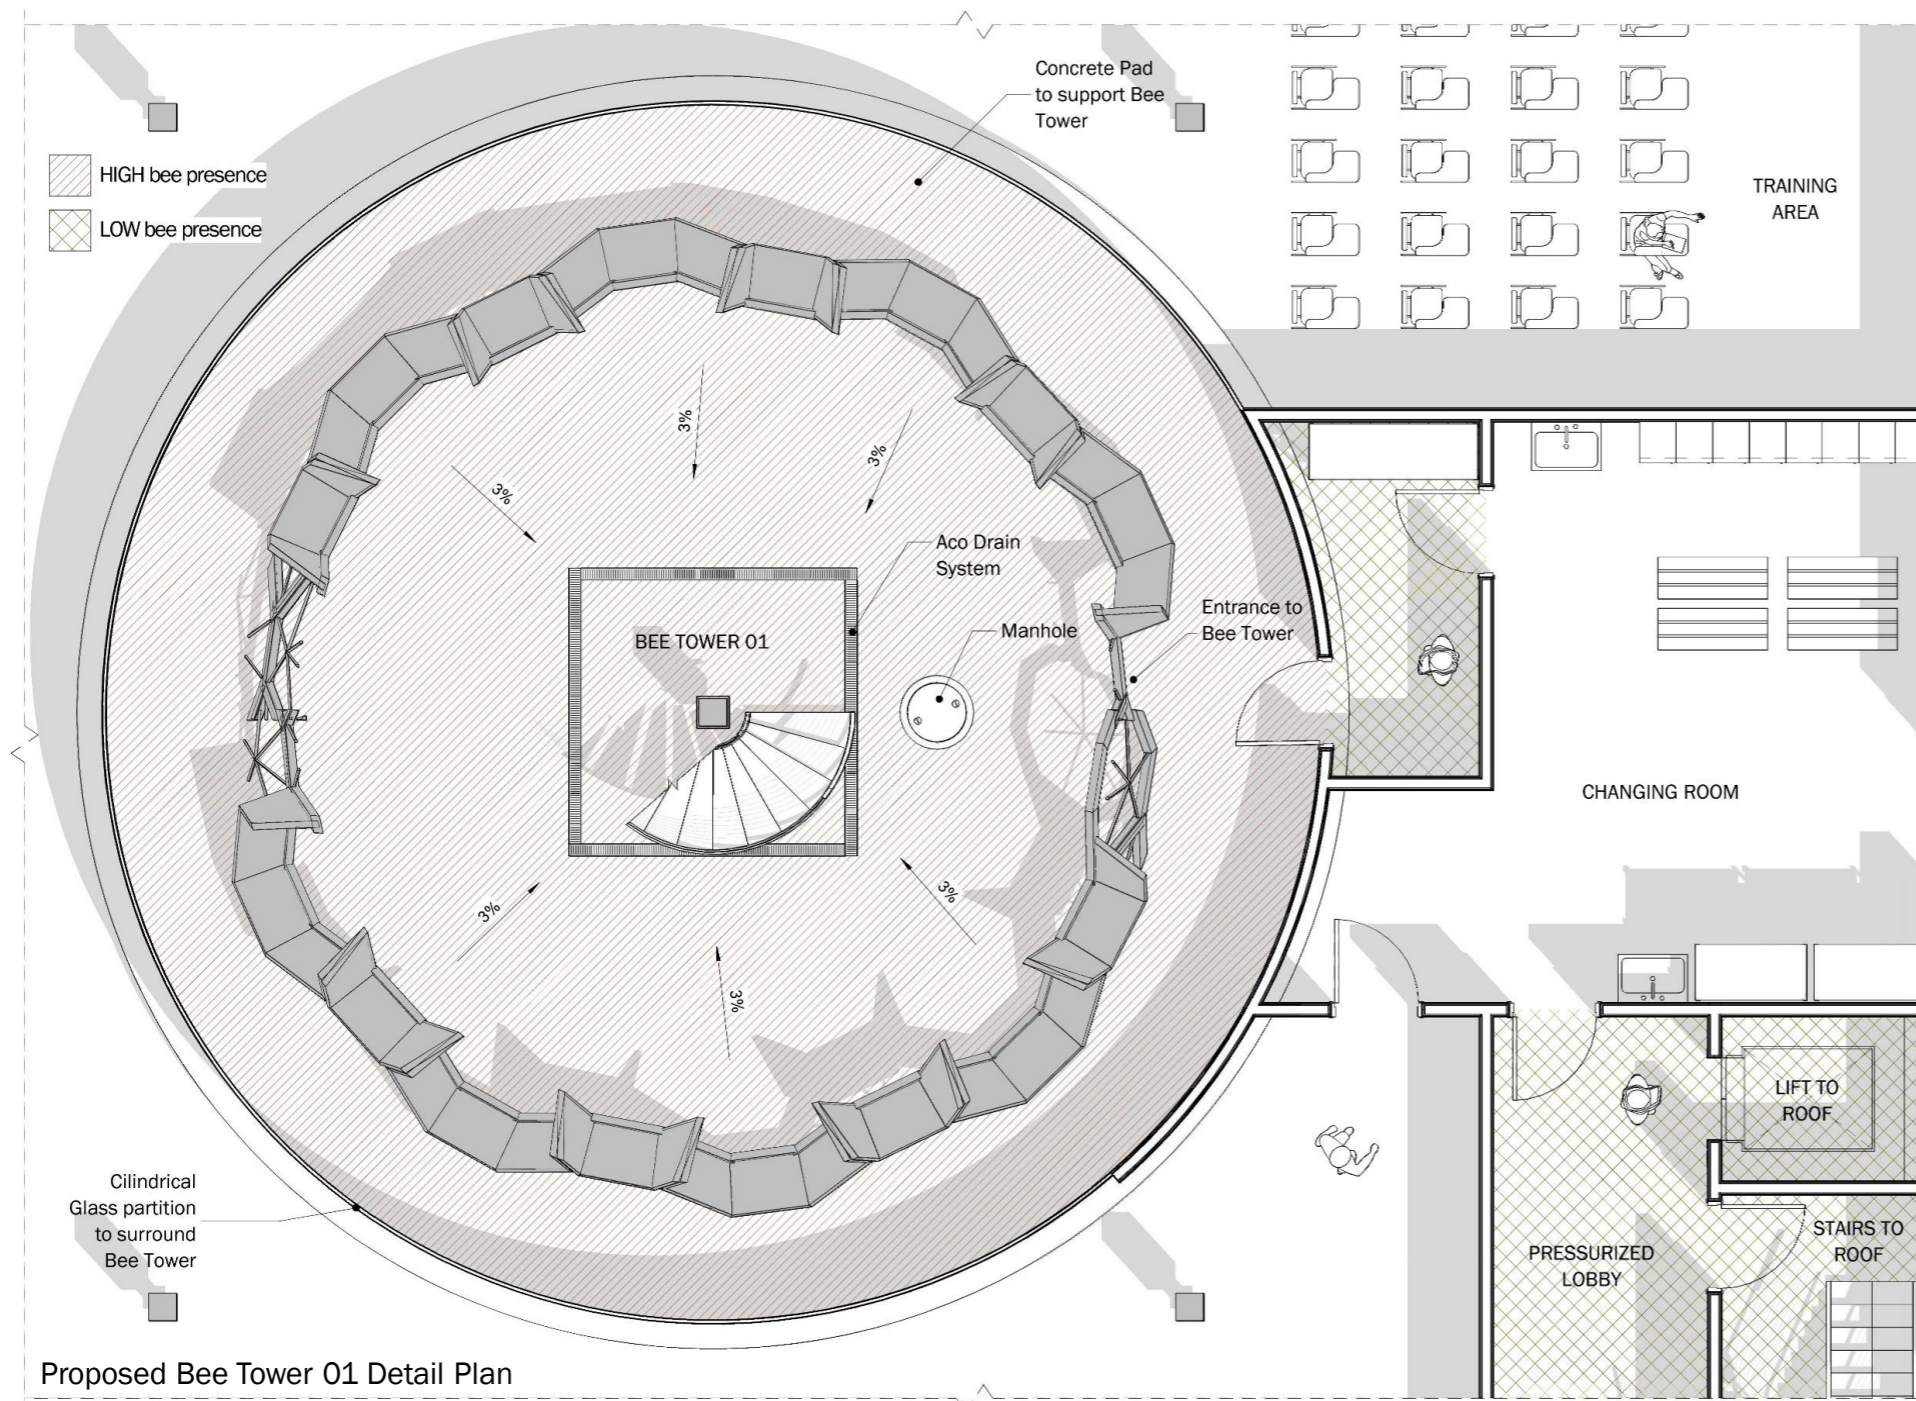 Concrete Pad
to support Bee
Tower
HIGH bee presence
LOW bee presence
TRAINING
AREA
3%
3%
3%
Aco Drain
System
Entrance to
Bee Tower
Manhole
BEE TOWER 01
CHANGING ROOM
3%
3%
3%
LIFT TO
ROOF
Cilindrical
Glass partition
to surround
Bee Tower
PRESSURIZED
LOBBY
STAIRS TO
ROOF
Proposed Bee Tower 01 Detail Plan